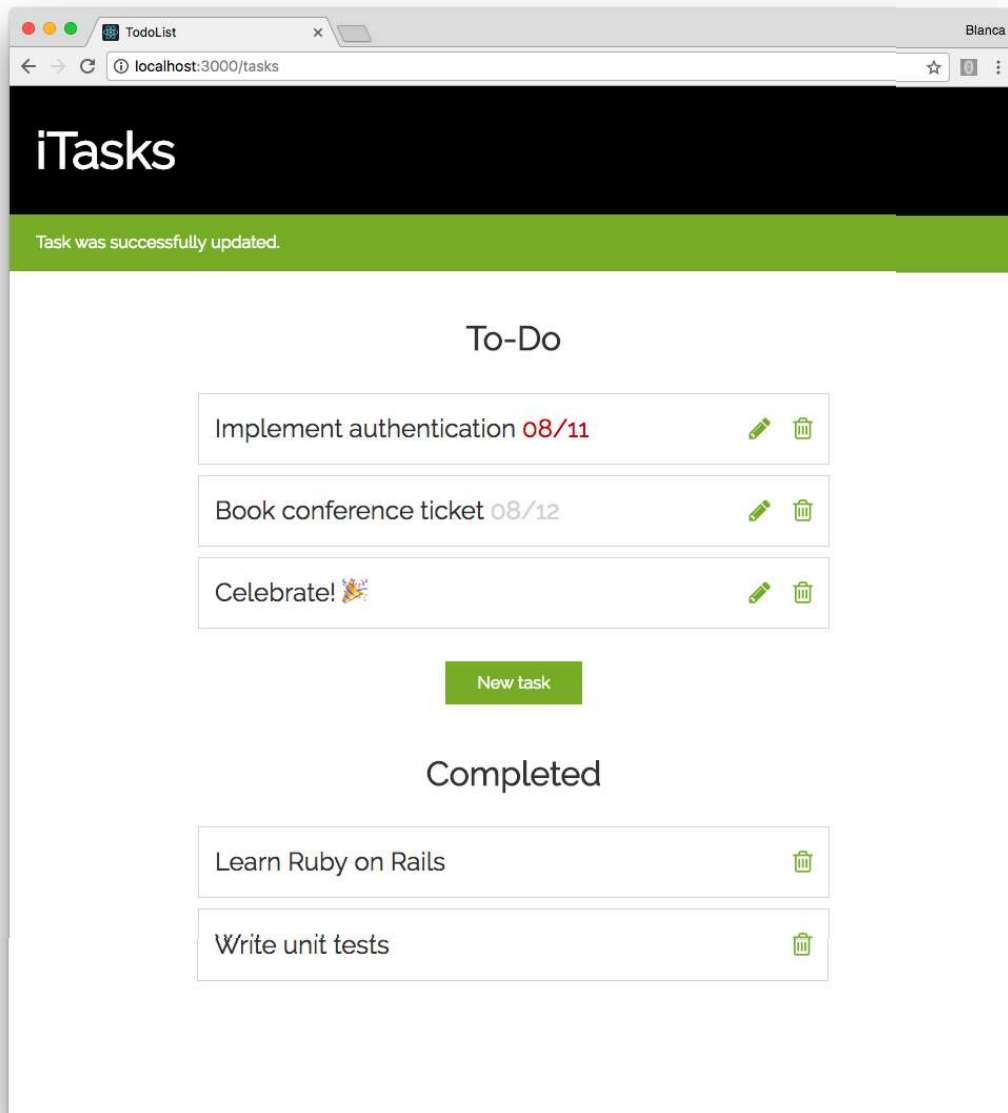 TodoList
Blanca
localhost:3000/tasks
iTasks
Task was successfully updated.
To-Do
Implement authentication 08/11
Book conference ticket 08/12
Celebrate! 🎉
New task
Completed
Learn Ruby on Rails
Write unit tests